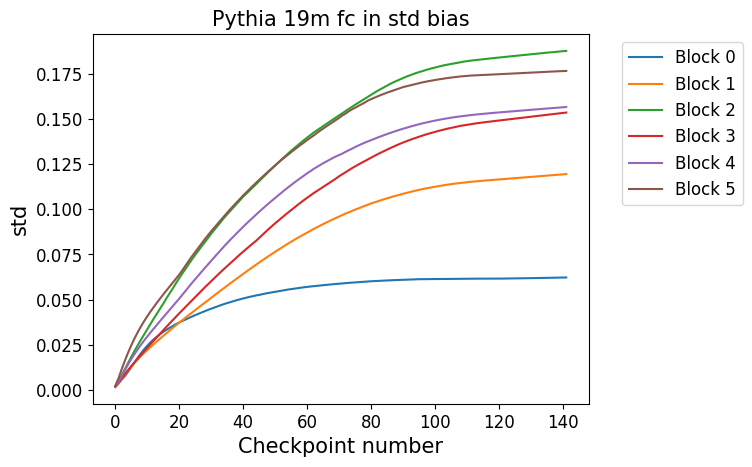 Pythia 19m fc in std bias
Block 0
Block 1
Block 2
Block 3
Block 4
Block 5
0.175
0.150
0.125
0.100
0.075
0.050
0.025
0.000
std
0 20 40 60 80 100 120 140
Checkpoint number